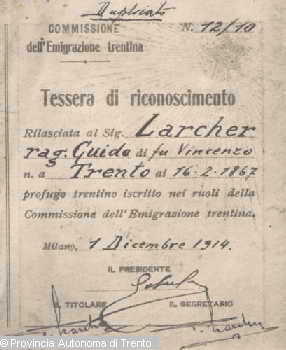 Duplicato
COMMISSIONE N. 12/10
dell'Emigrazione trentina
Tessera di riconoscimento
Rilasciata al Sig. Larcher
rag. Guido di fu Vincenzo
n. a Trento al 16-2-1867
profugo trentino iscritto nei ruoli della
Commissione dell'Emigrazione trentina.
Milano, 1 Dicembre 1914.
IL PRESIDENTE
IL TITOLARE IL SEGRETARIO
© Provincia Autonoma di Trento